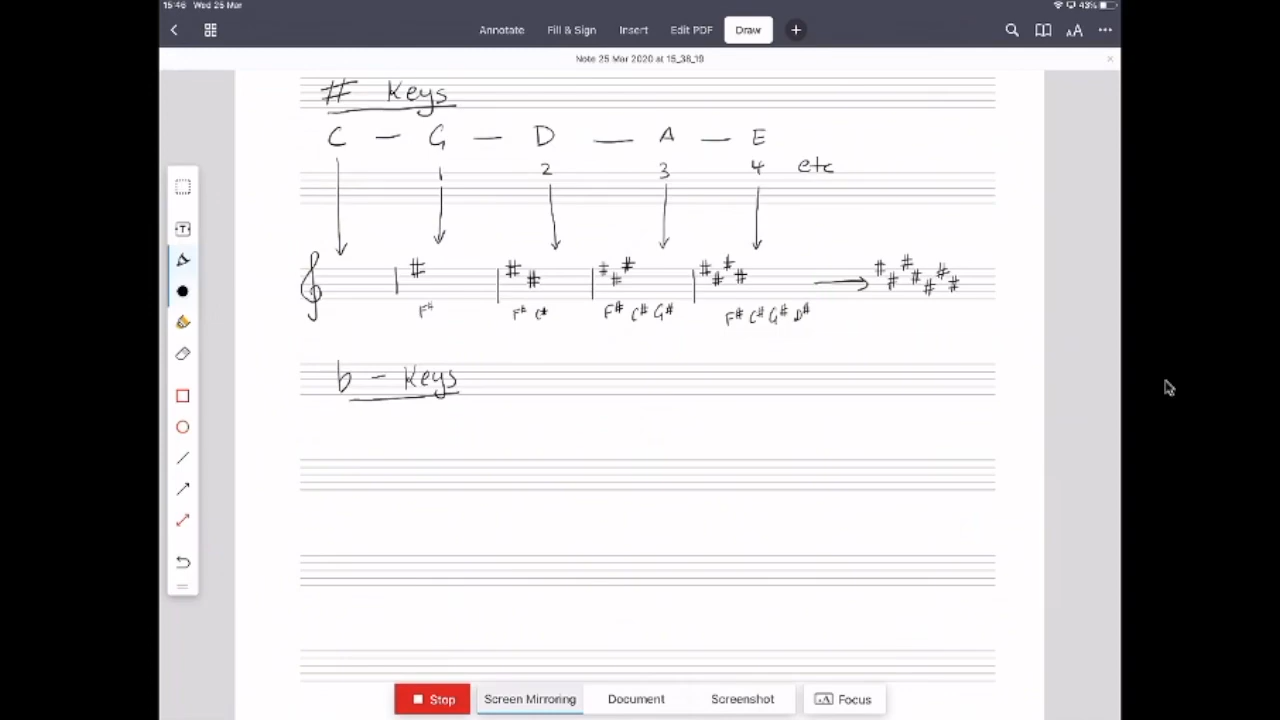 15:46 Wed 25 Mar
43%
Annotate Fill & Sign Insert Edit PDF Draw +
AA
Note 25 Mar 2020 at 15_38_19
# Keys
C — G — D — A — E
1 2 3 4 etc
F# F# C# F# C# G# F# C# G# D#
b - Keys
Stop Screen Mirroring Document Screenshot Focus